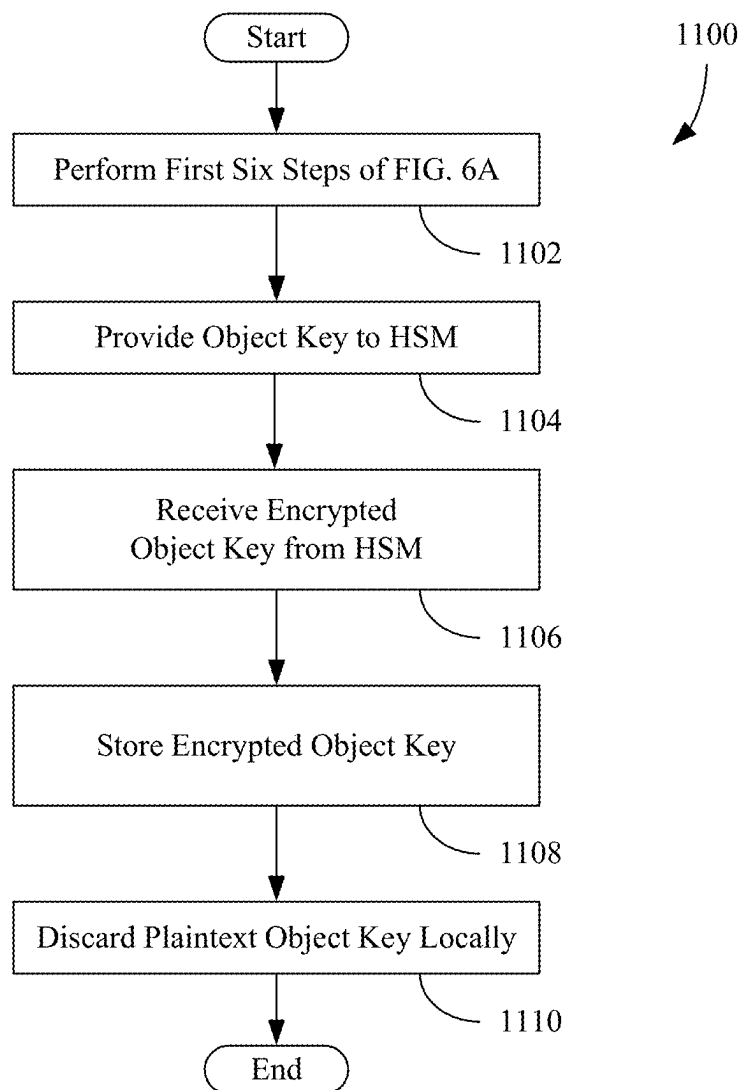 Start
1100
Perform First Six Steps of FIG. 6A
1102
Provide Object Key to HSM
1104
Receive Encrypted
Object Key from HSM
1106
Store Encrypted Object Key
1108
Discard Plaintext Object Key Locally
1110
End